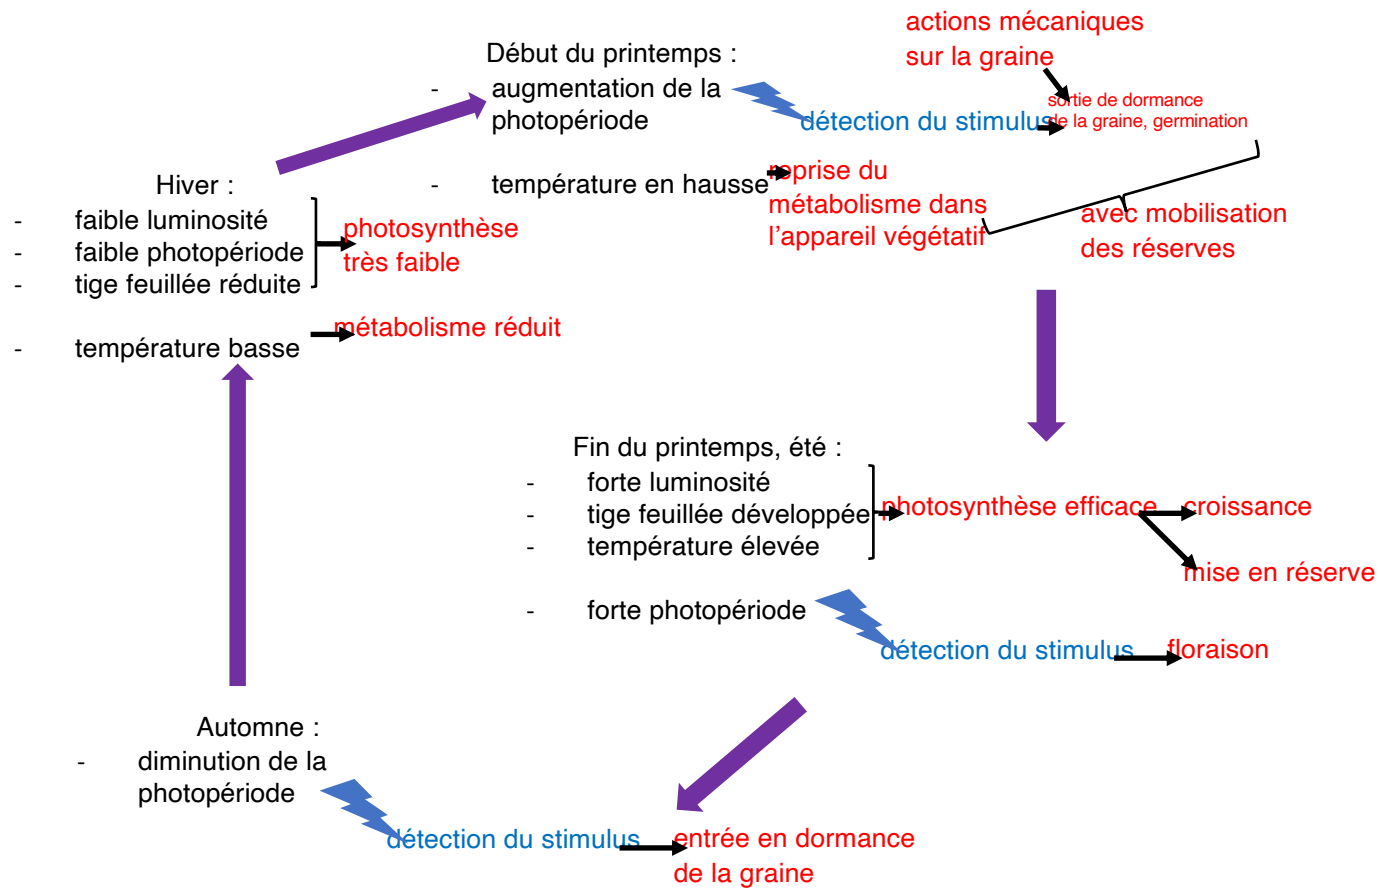 actions mécaniques
sur la graine
Début du printemps :
- augmentation de la
photopériode
détection du stimulus
sortie de dormance
de la graine, germination
- température en hausse
reprise du
métabolisme dans
l'appareil végétatif
avec mobilisation
des réserves
Hiver :
- faible luminosité
- faible photopériode
- tige feuillée réduite
photosynthèse
très faible
- température basse
métabolisme réduit
Fin du printemps, été :
- forte luminosité
- tige feuillée développée
- température élevée
photosynthèse efficace
croissance
mise en réserve
- forte photopériode
détection du stimulus
floraison
Automne :
- diminution de la
photopériode
détection du stimulus
entrée en dormance
de la graine